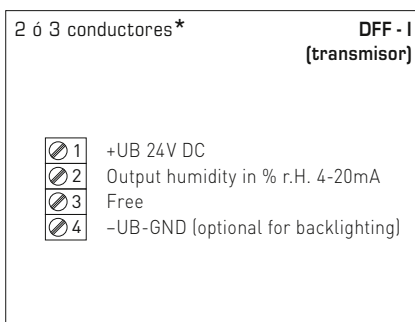 2 ó 3 conductores* DFF - I
(transmisor)
1 +UB 24V DC
2 Output humidity in % r.H. 4-20mA
3 Free
4 –UB-GND (optional for backlighting)